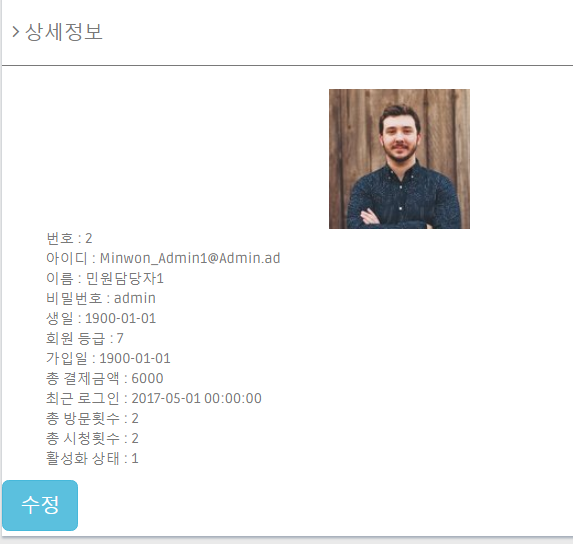 > 상세정보
번호 : 2
아이디 : Minwon_Admin1@Admin.ad
이름 : 민원담당자1
비밀번호 : admin
생일 : 1900-01-01
회원 등급 : 7
가입일 : 1900-01-01
총 결제금액 : 6000
최근 로그인 : 2017-05-01 00:00:00
총 방문횟수 : 2
총 시청횟수 : 2
활성화 상태 : 1
수정